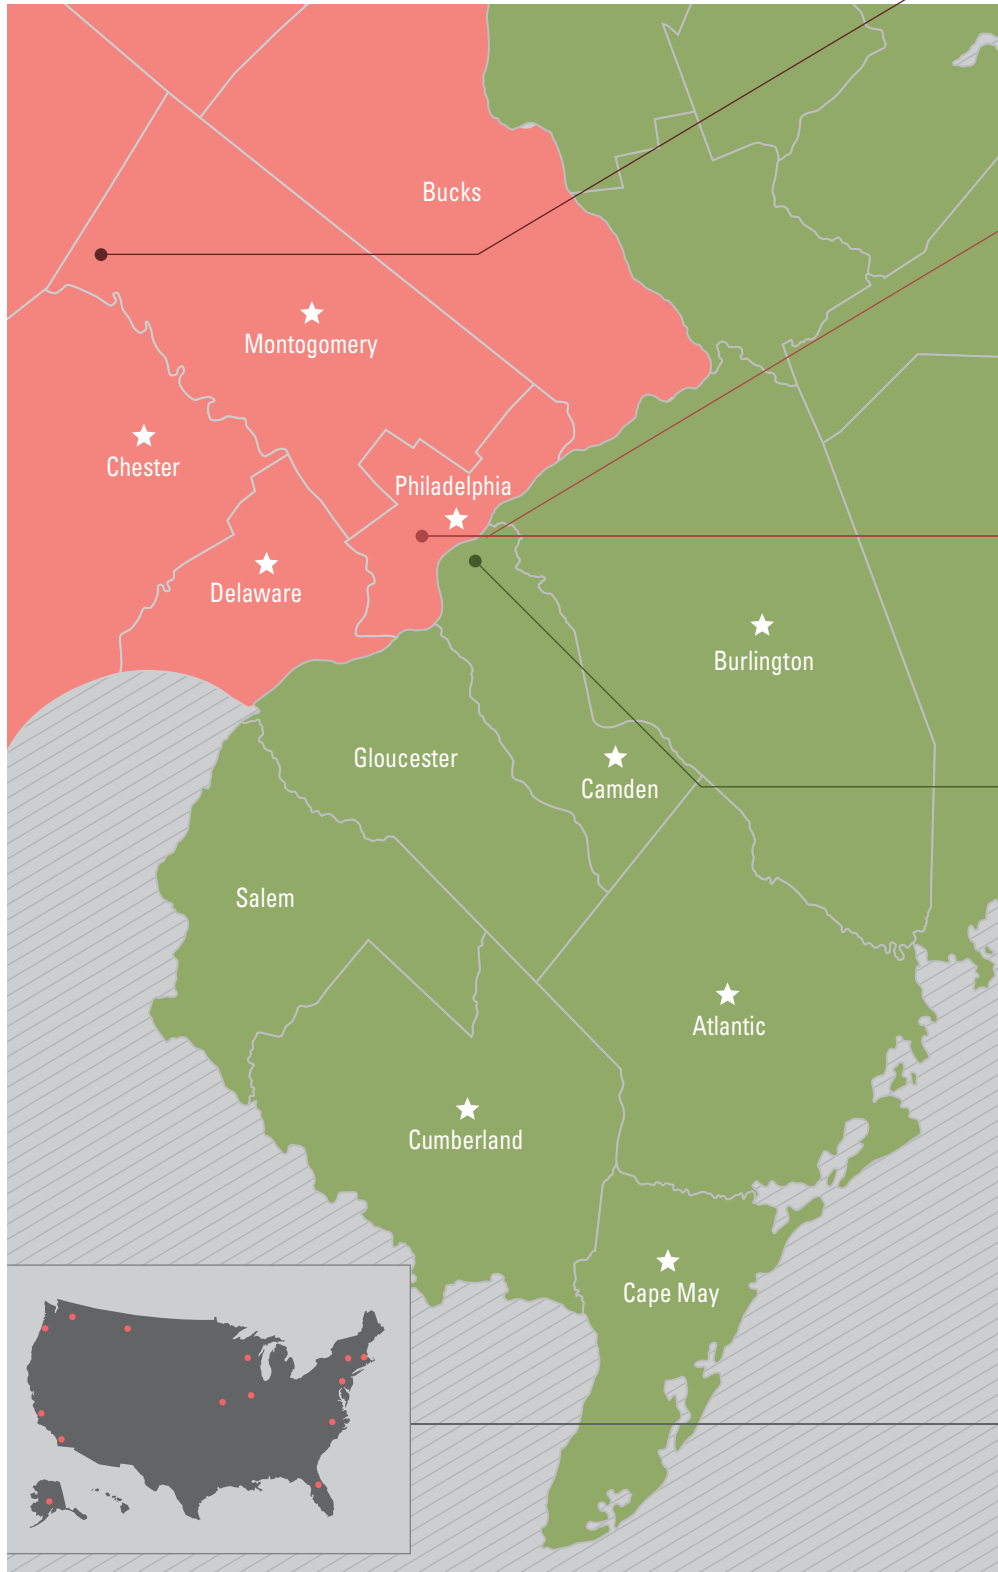 Bucks
Montogomery
Chester
Philadelphia
Delaware
Burlington
Gloucester
Camden
Salem
Atlantic
Cumberland
Cape May